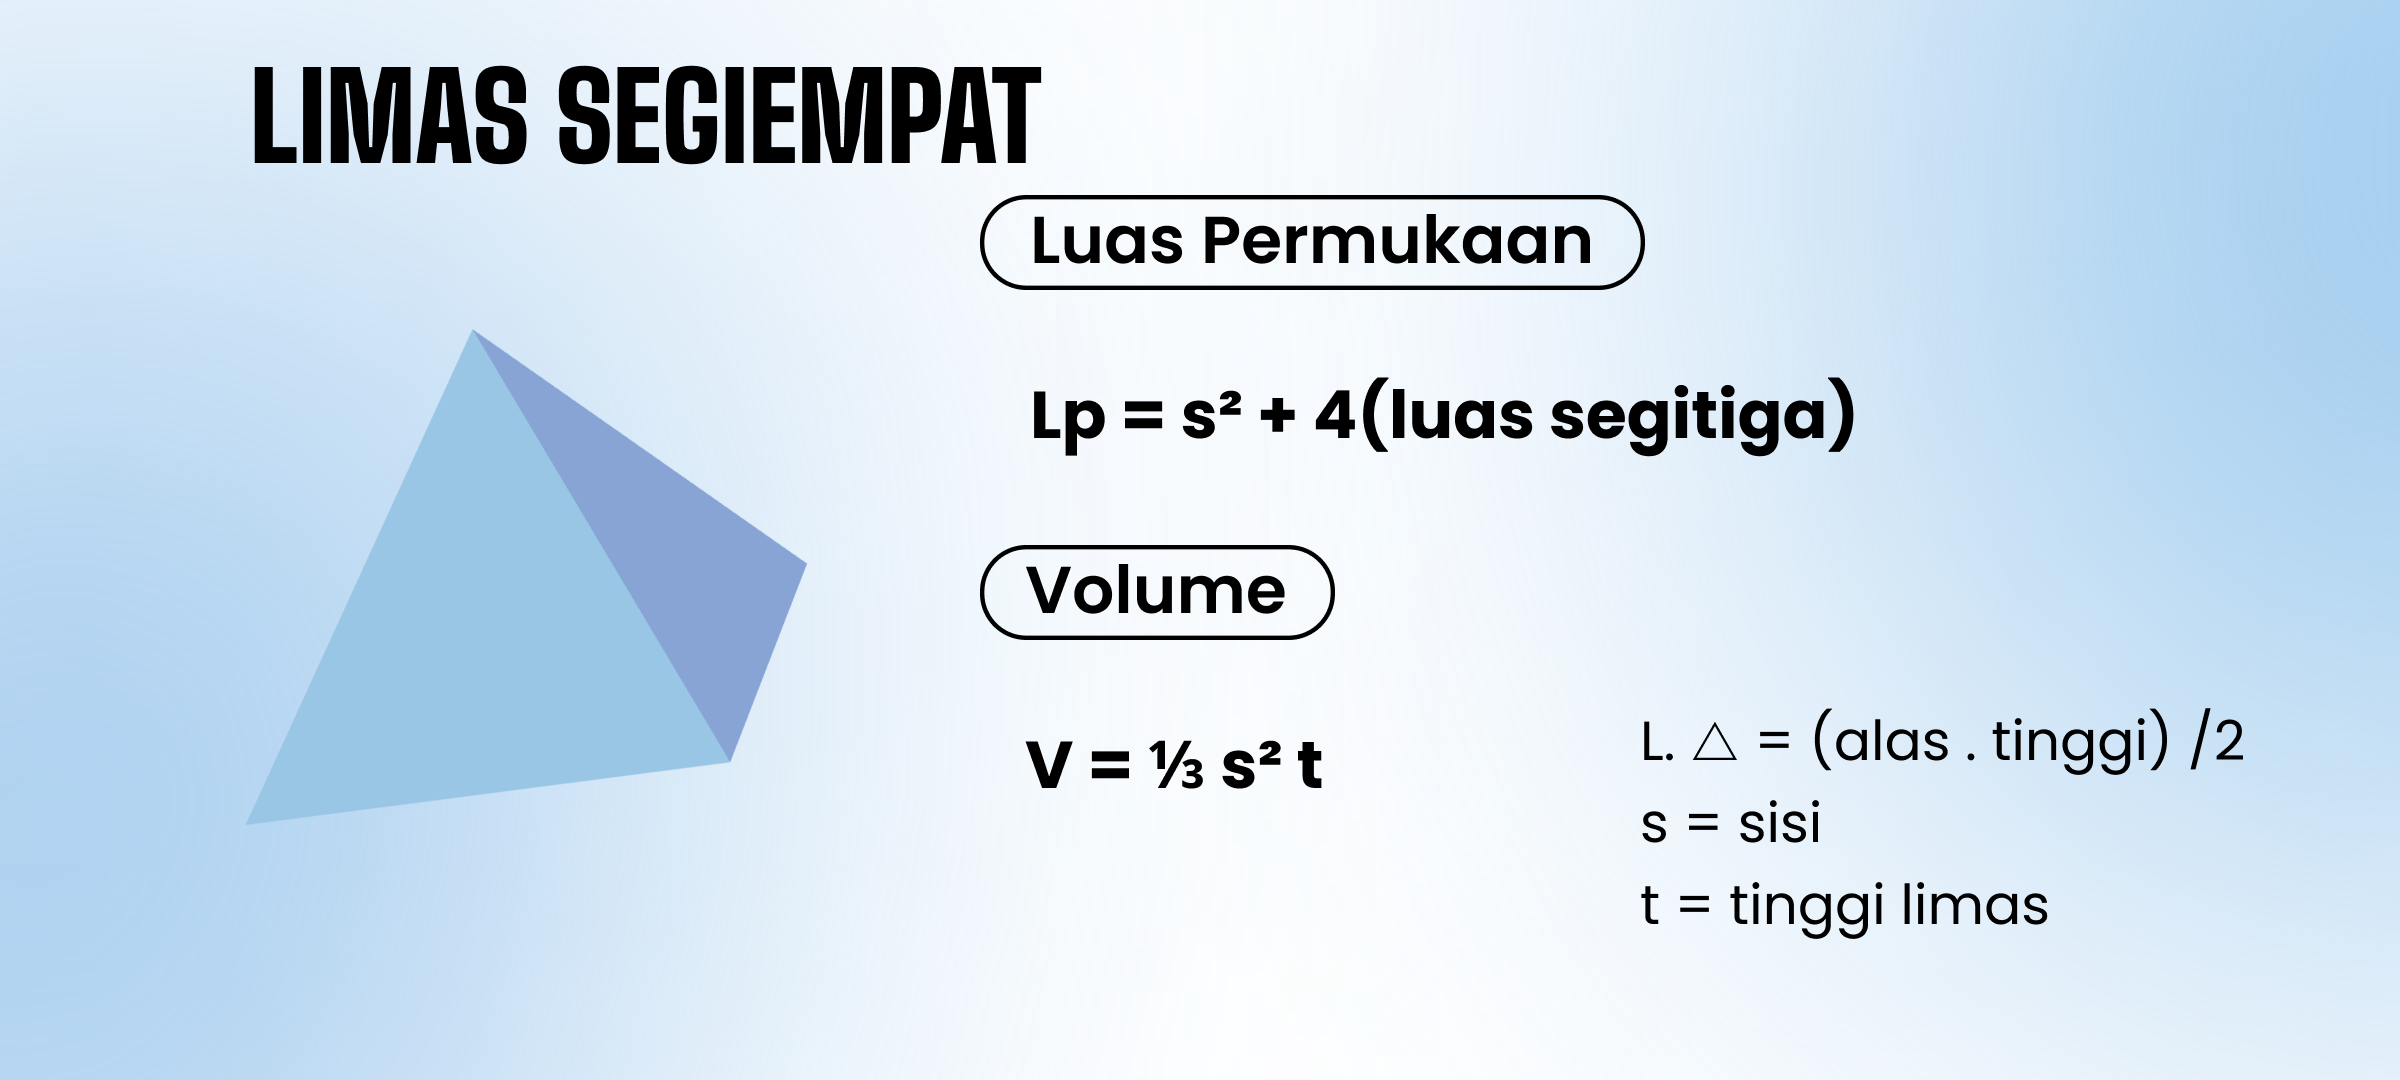 LIMAS SEGIEMPAT
Luas Permukaan
Lp = s² + 4(luas segitiga)
Volume
V = ⅓ s² t
L. △ = (alas . tinggi) /2
s = sisi
t = tinggi limas